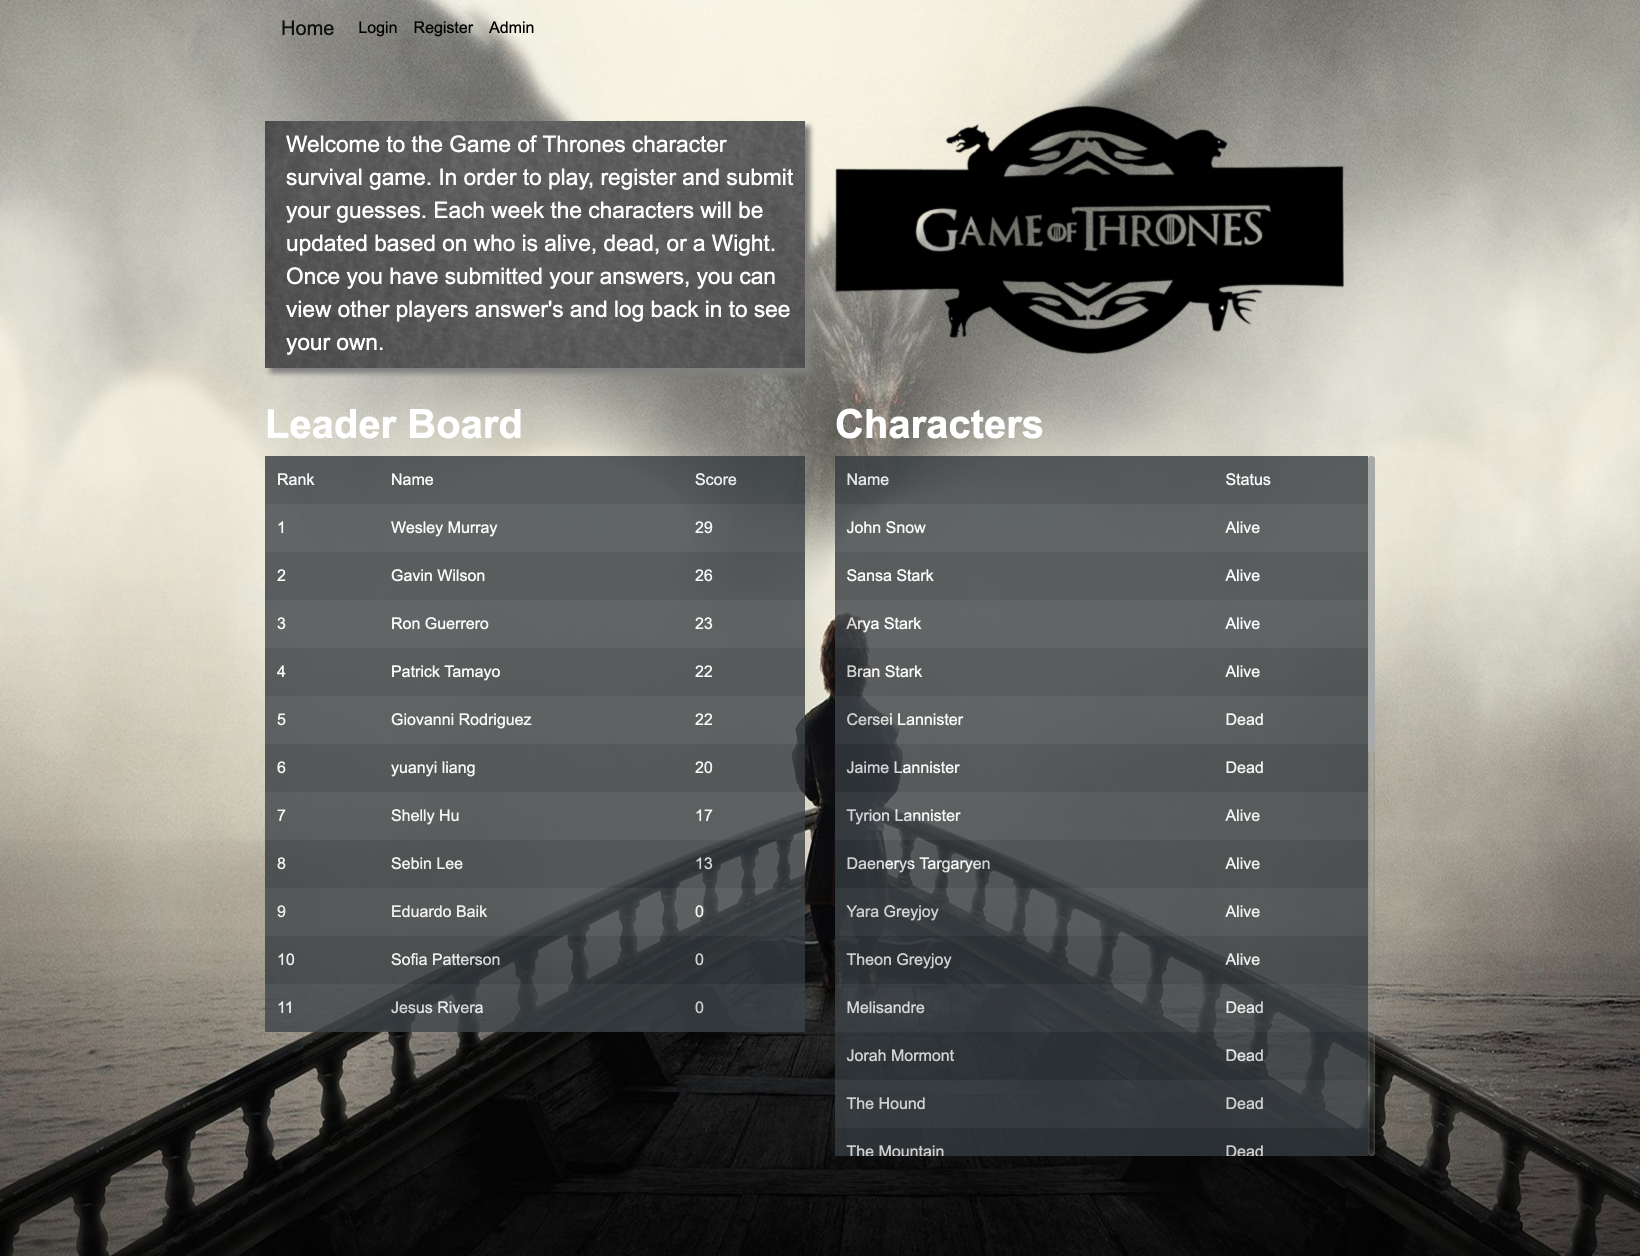 Home Login Register Admin
Welcome to the Game of Thrones character
survival game. In order to play, register and submit
your guesses. Each week the characters will be
updated based on who is alive, dead, or a Wight.
Once you have submitted your answers, you can
view other players answer's and log back in to see
your own.
GAME OF THRONES
Leader Board
Rank Name Score
1 Wesley Murray 29
2 Gavin Wilson 26
3 Ron Guerrero 23
4 Patrick Tamayo 22
5 Giovanni Rodriguez 22
6 yuanyi liang 20
7 Shelly Hu 17
8 Sebin Lee 13
9 Eduardo Baik 0
10 Sofia Patterson 0
11 Jesus Rivera 0
Characters
Name Status
John Snow Alive
Sansa Stark Alive
Arya Stark Alive
Bran Stark Alive
Cersei Lannister Dead
Jaime Lannister Dead
Tyrion Lannister Alive
Daenerys Targaryen Alive
Yara Greyjoy Alive
Theon Greyjoy Alive
Melisandre Dead
Jorah Mormont Dead
The Hound Dead
The Mountain Dead